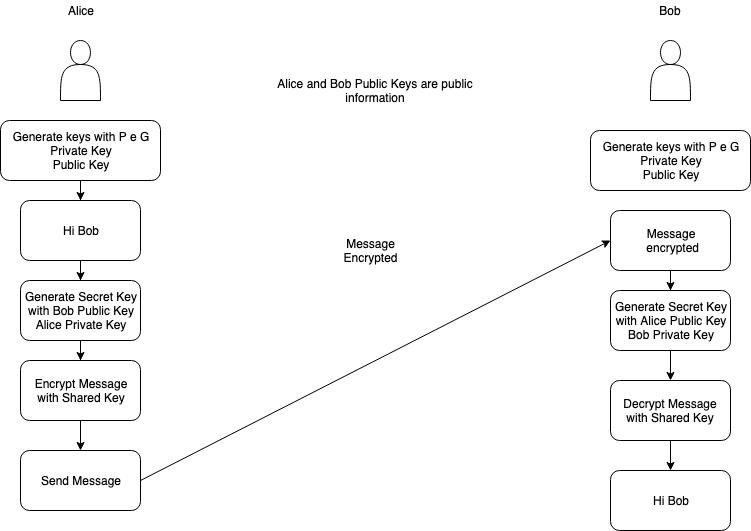 Alice
Bob
Alice and Bob Public Keys are public
information
Generate keys with P e G
Private Key
Public Key
Generate keys with P e G
Private Key
Public Key
Hi Bob
Message
Encrypted
Message
encrypted
Generate Secret Key
with Bob Public Key
Alice Private Key
Generate Secret Key
with Alice Public Key
Bob Private Key
Encrypt Message
with Shared Key
Decrypt Message
with Shared Key
Send Message
Hi Bob